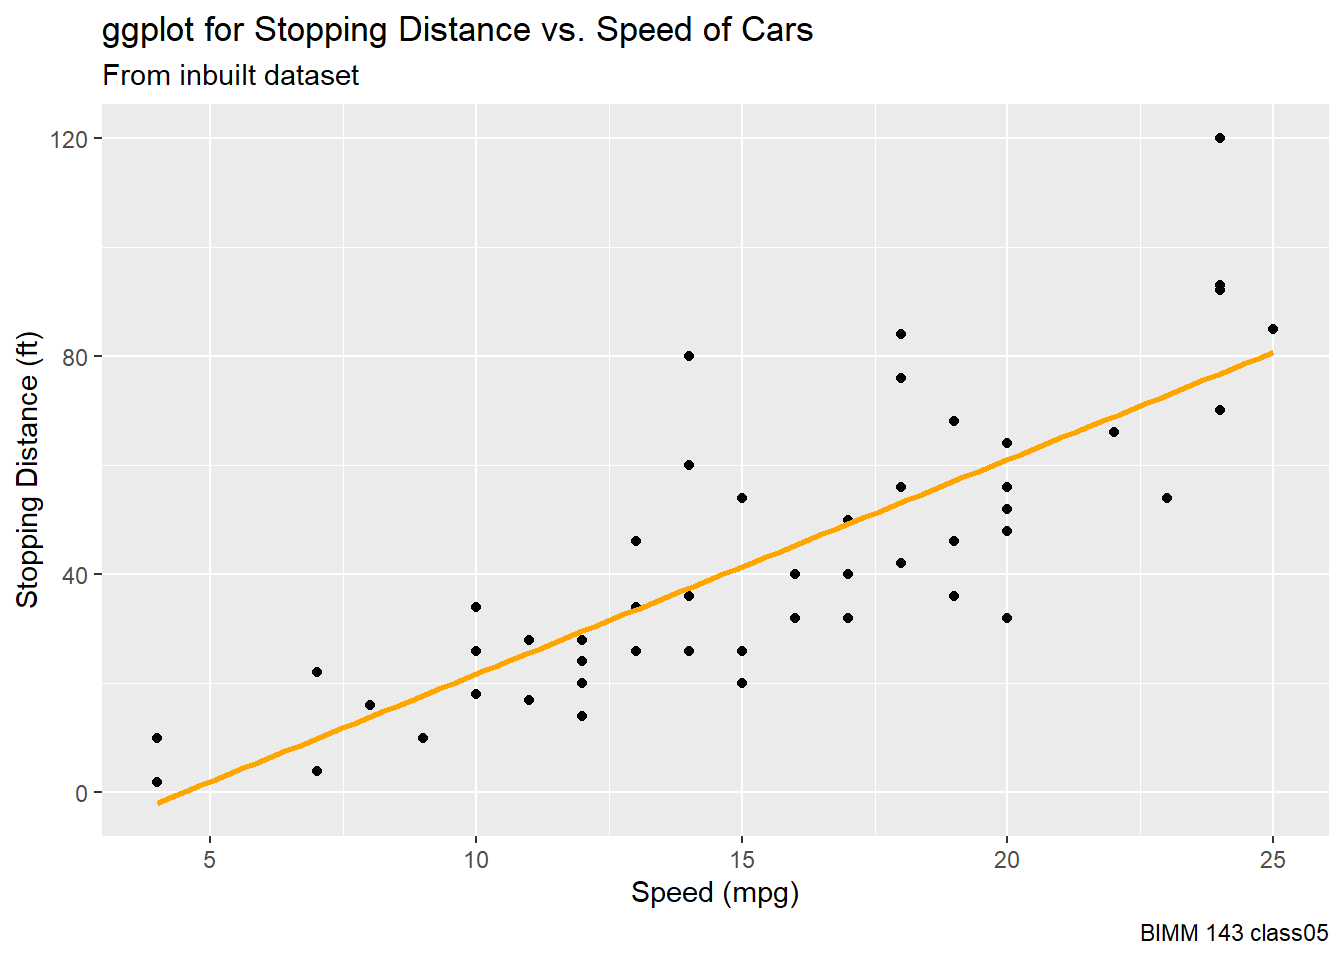 ggplot for Stopping Distance vs. Speed of Cars
From inbuilt dataset
Stopping Distance (ft)
120
80
40
0
5 10 15 20 25
Speed (mpg)
BIMM 143 class05